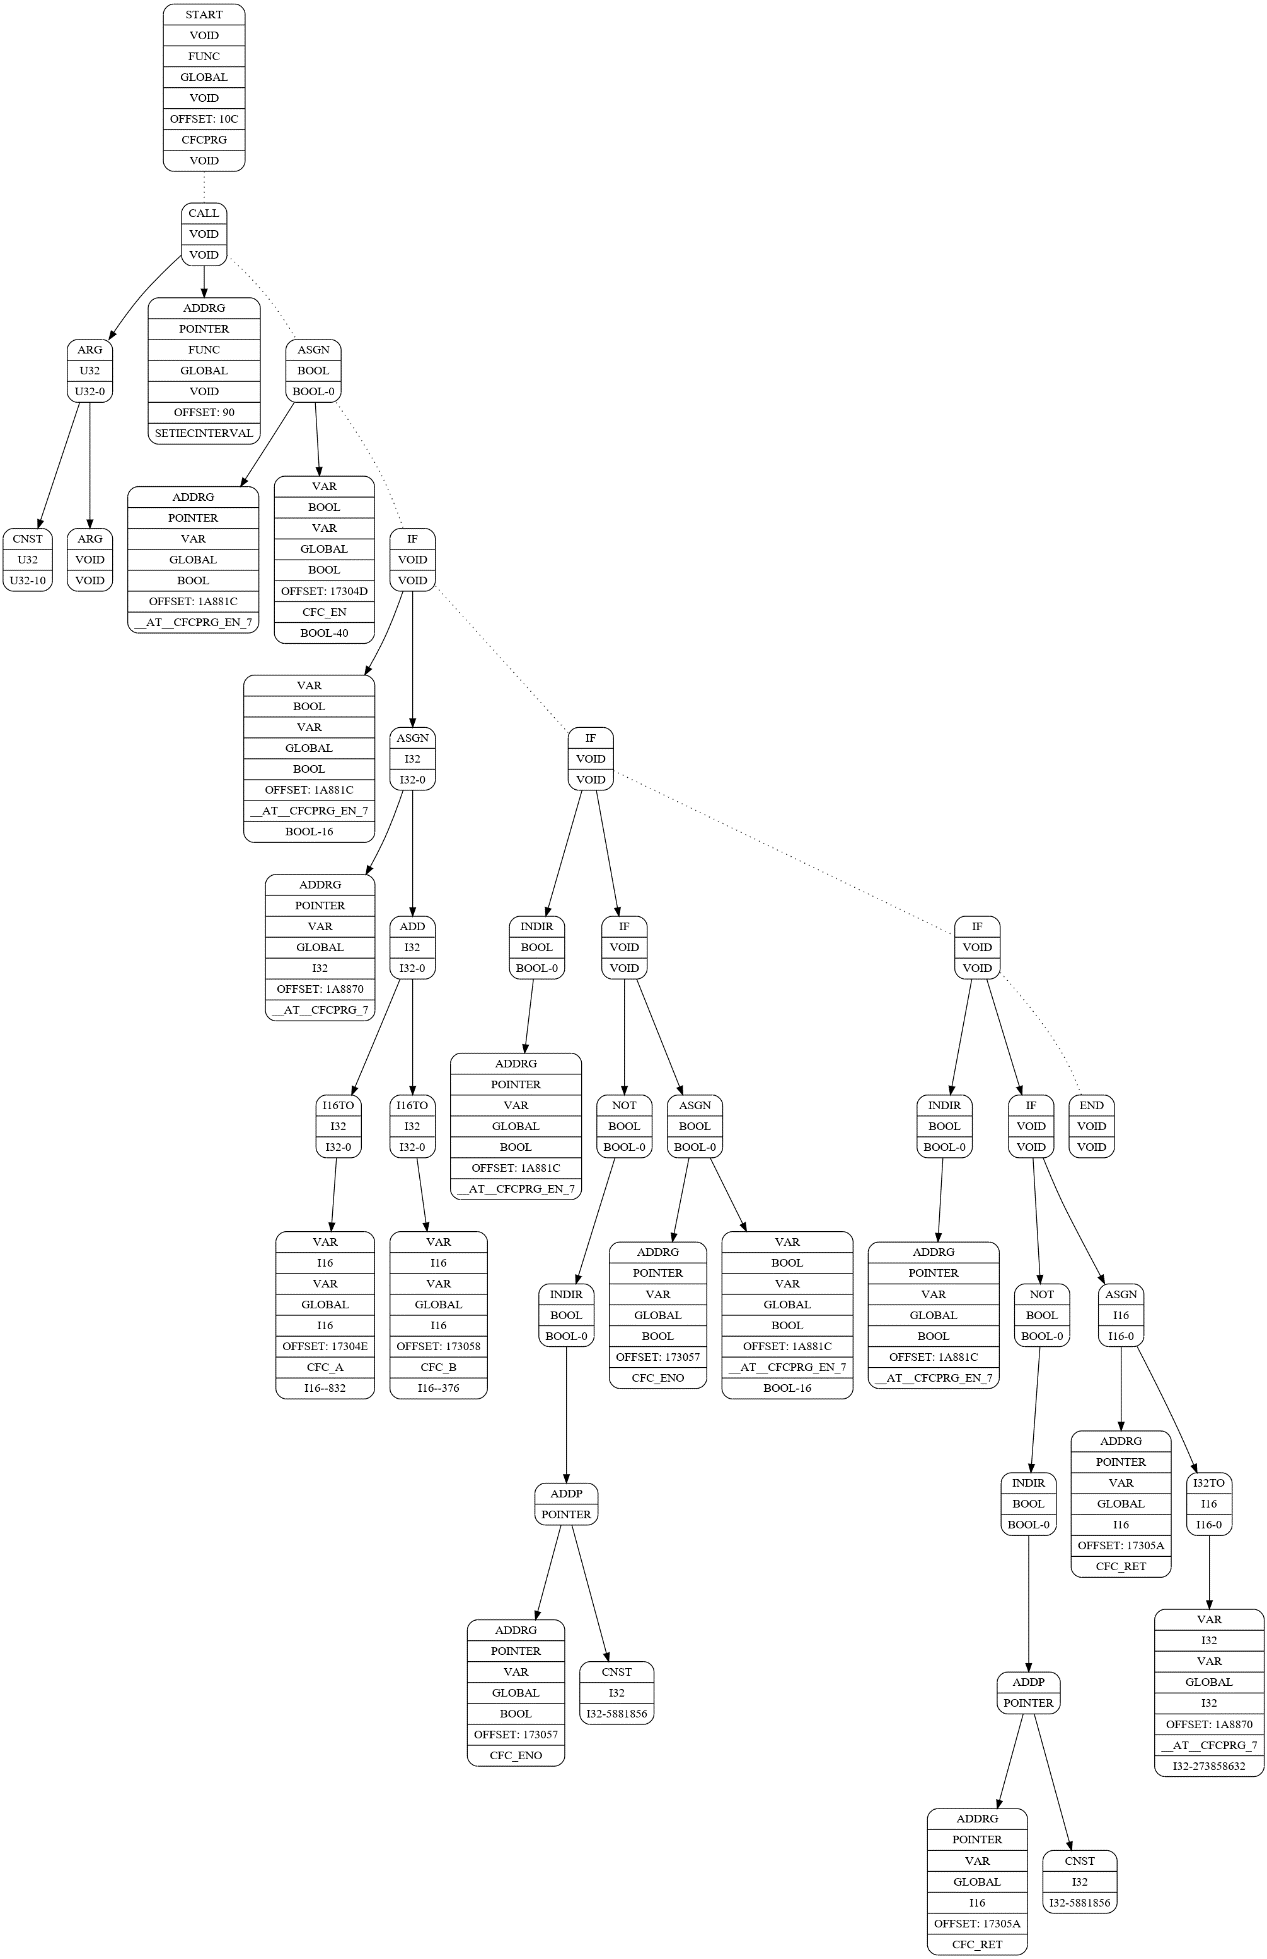 START
VOID
FUNC
GLOBAL
VOID
OFFSET: 10C
CFCPRG
VOID
CALL
VOID
VOID
ARG
U32
U32-0
ADDRG
POINTER
FUNC
GLOBAL
VOID
OFFSET: 90
SETIECINTERVAL
ASGN
BOOL
BOOL-0
CNST
U32
U32-10
ARG
VOID
VOID
ADDRG
POINTER
VAR
GLOBAL
BOOL
OFFSET: 1A881C
__AT__CFCPRG_EN_7
VAR
BOOL
VAR
GLOBAL
BOOL
OFFSET: 17304D
CFC_EN
BOOL-40
IF
VOID
VOID
VAR
BOOL
VAR
GLOBAL
BOOL
OFFSET: 1A881C
__AT__CFCPRG_EN_7
BOOL-16
ASGN
I32
I32-0
IF
VOID
VOID
ADDRG
POINTER
VAR
GLOBAL
I32
OFFSET: 1A8870
__AT__CFCPRG_7
ADD
I32
I32-0
INDIR
BOOL
BOOL-0
IF
VOID
VOID
IF
VOID
VOID
I16TO
I32
I32-0
I16TO
I32
I32-0
ADDRG
POINTER
VAR
GLOBAL
BOOL
OFFSET: 1A881C
__AT__CFCPRG_EN_7
NOT
BOOL
BOOL-0
ASGN
BOOL
BOOL-0
INDIR
BOOL
BOOL-0
IF
VOID
VOID
END
VOID
VOID
VAR
I16
VAR
GLOBAL
I16
OFFSET: 17304E
CFC_A
I16--832
VAR
I16
VAR
GLOBAL
I16
OFFSET: 173058
CFC_B
I16--376
INDIR
BOOL
BOOL-0
ADDRG
POINTER
VAR
GLOBAL
BOOL
OFFSET: 173057
CFC_ENO
VAR
BOOL
VAR
GLOBAL
BOOL
OFFSET: 1A881C
__AT__CFCPRG_EN_7
BOOL-16
ADDRG
POINTER
VAR
GLOBAL
BOOL
OFFSET: 1A881C
__AT__CFCPRG_EN_7
NOT
BOOL
BOOL-0
ASGN
I16
I16-0
ADDP
POINTER
INDIR
BOOL
BOOL-0
ADDRG
POINTER
VAR
GLOBAL
I16
OFFSET: 17305A
CFC_RET
I32TO
I16
I16-0
ADDRG
POINTER
VAR
GLOBAL
BOOL
OFFSET: 173057
CFC_ENO
CNST
I32
I32-5881856
ADDP
POINTER
VAR
I32
VAR
GLOBAL
I32
OFFSET: 1A8870
__AT__CFCPRG_7
I32-273858632
ADDRG
POINTER
VAR
GLOBAL
I16
OFFSET: 17305A
CFC_RET
CNST
I32
I32-5881856